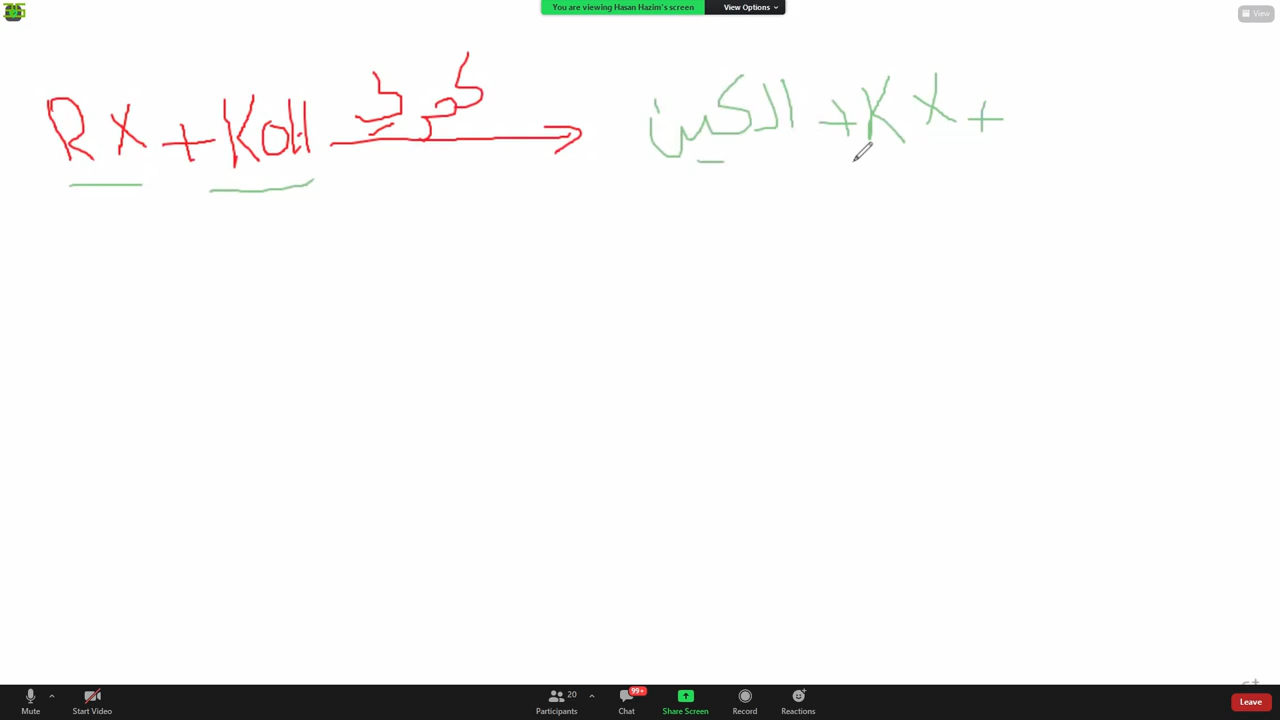 You are viewing Hasan Hazim's screen View Options
View
RX + KOH كحول → الكين + KX +
Mute Start Video Participants 20 Chat 99+ Share Screen Record Reactions Leave